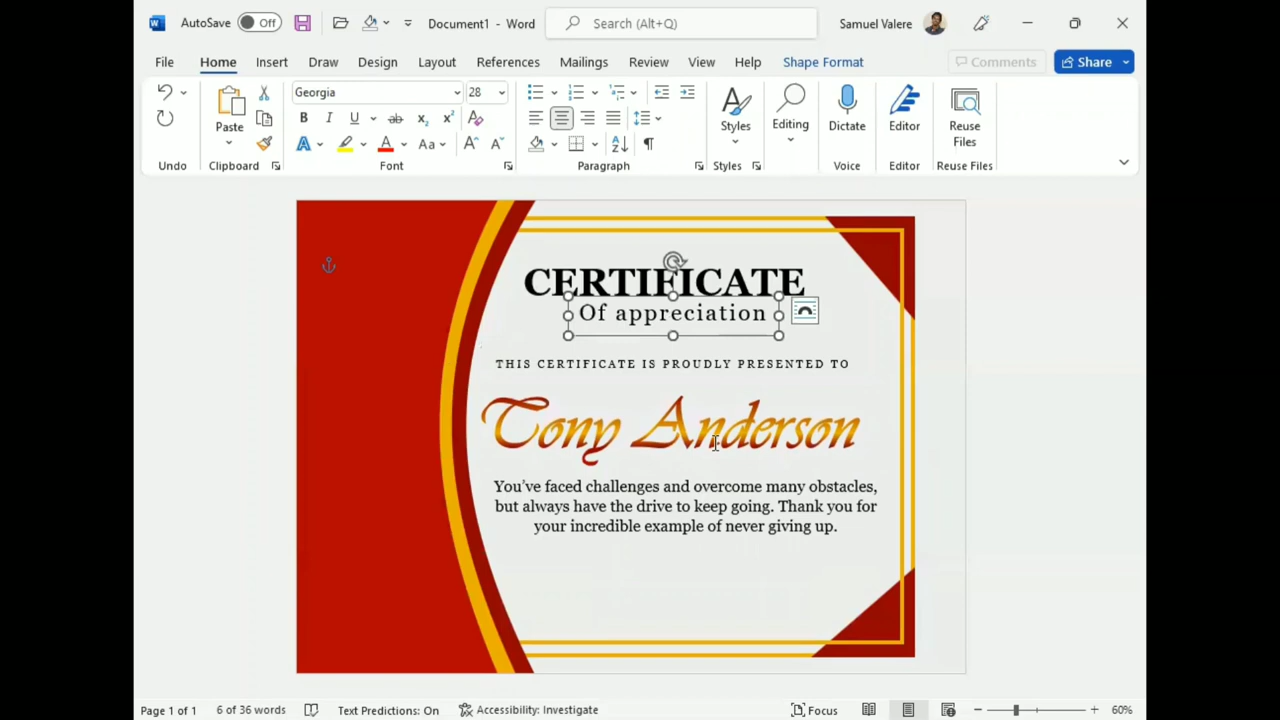 AutoSave Off Document1 - Word Search (Alt+Q) Samuel Valere
File Home Insert Draw Design Layout References Mailings Review View Help Shape Format Comments Share
Georgia 28
Paste Styles Editing Dictate Editor Reuse Files
Undo Clipboard Font Paragraph Styles Voice Editor Reuse Files
CERTIFICATE
Of appreciation
THIS CERTIFICATE IS PROUDLY PRESENTED TO
Tony Anderson
You've faced challenges and overcome many obstacles,
but always have the drive to keep going. Thank you for
your incredible example of never giving up.
Page 1 of 1 6 of 36 words Text Predictions: On Accessibility: Investigate Focus 60%